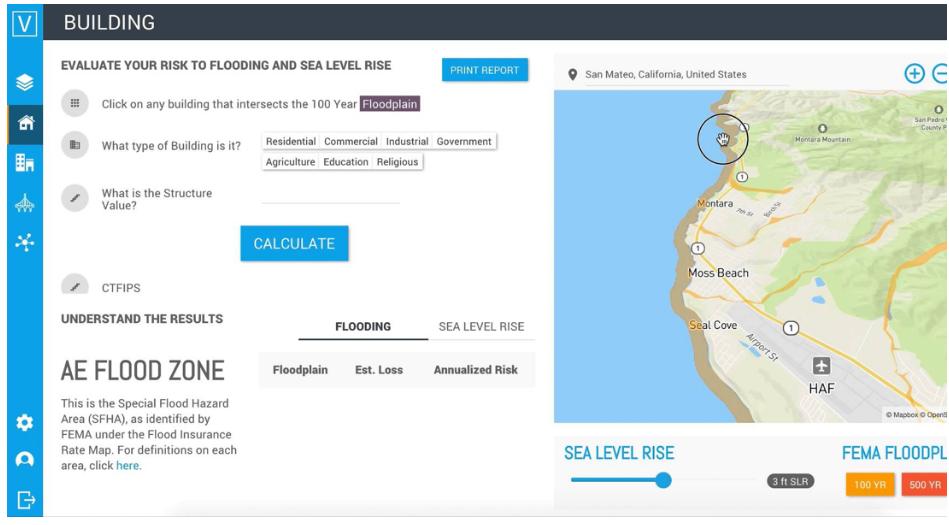 V
BUILDING
EVALUATE YOUR RISK TO FLOODING AND SEA LEVEL RISE
PRINT REPORT
Click on any building that intersects the 100 Year Floodplain
What type of Building is it?
Residential Commercial Industrial Government
Agriculture Education Religious
What is the Structure
Value?
CALCULATE
CTFIPS
UNDERSTAND THE RESULTS
FLOODING SEA LEVEL RISE
AE FLOOD ZONE
This is the Special Flood Hazard
Area (SFHA), as identified by
FEMA under the Flood Insurance
Rate Map. For definitions on each
area, click here.
Floodplain Est. Loss Annualized Risk
San Mateo, California, United States
San Pedro
County P
Montara Mountain
1
1
Montara
7th St
1
Moss Beach
Seal Cove
1
Airport St
HAF
© Mapbox © OpenS
SEA LEVEL RISE
3 ft SLR
FEMA FLOODPL
100 YR
500 YR